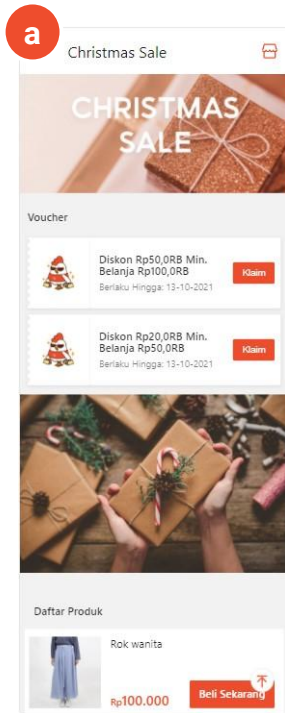 a
Christmas Sale
CHRISTMAS
SALE
Voucher
Diskon Rp50,0RB Min.
Belanja Rp100,0RB
Berlaku Hingga: 13-10-2021
Klaim
Diskon Rp20,0RB Min.
Belanja Rp50,0RB
Berlaku Hingga: 13-10-2021
Klaim
Daftar Produk
Rok wanita
Rp100.000
Beli Sekarang